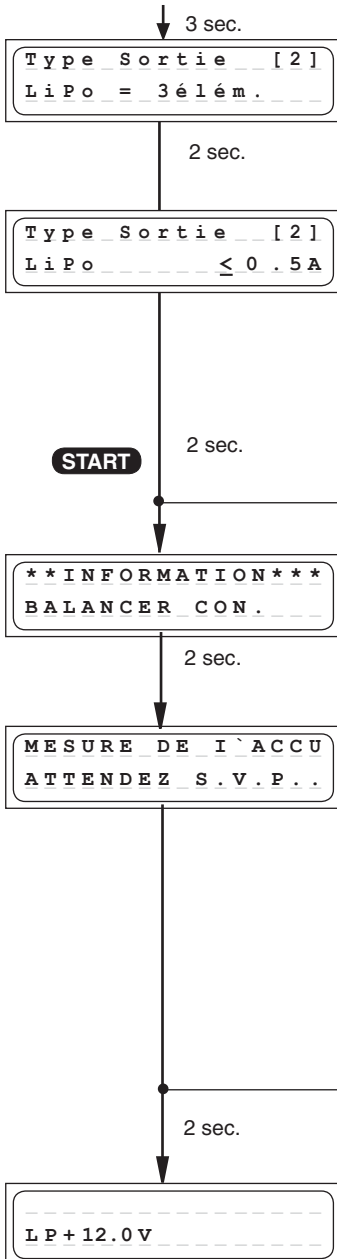 3 sec.
Type Sortie [2]
LiPo = 3élém.
2 sec.
Type Sortie [2]
LiPo ≤0.5A
2 sec.
START
**INFORMATION***
BALANCER CON.
2 sec.
MESURE DE I`ACCU
ATTENDEZ S.V.P..
2 sec.
LP+12.0V